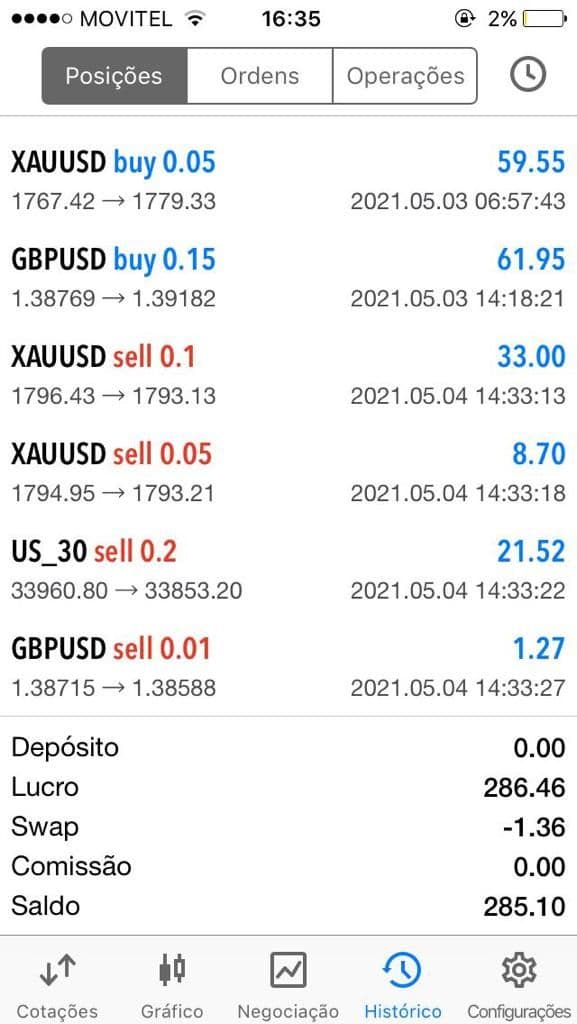 MOVITEL 16:35 2%
Posições Ordens Operações
XAUUSD buy 0.05 59.55
1767.42 → 1779.33 2021.05.03 06:57:43
GBPUSD buy 0.15 61.95
1.38769 → 1.39182 2021.05.03 14:18:21
XAUUSD sell 0.1 33.00
1796.43 → 1793.13 2021.05.04 14:33:13
XAUUSD sell 0.05 8.70
1794.95 → 1793.21 2021.05.04 14:33:18
US_30 sell 0.2 21.52
33960.80 → 33853.20 2021.05.04 14:33:22
GBPUSD sell 0.01 1.27
1.38715 → 1.38588 2021.05.04 14:33:27
Depósito 0.00
Lucro 286.46
Swap -1.36
Comissão 0.00
Saldo 285.10
Cotações Gráfico Negociação Histórico Configurações